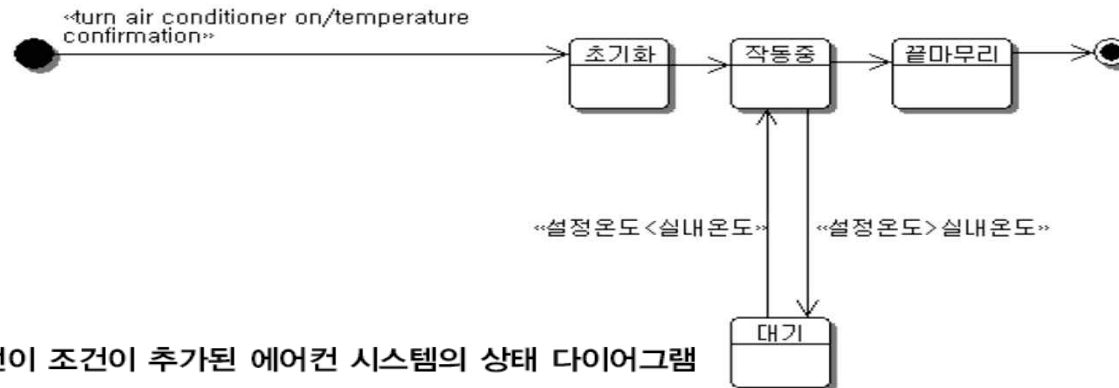 «turn air conditioner on/temperature
confirmation»
초기화
작동중
끝마무리
«설정온도<실내온도»
«설정온도>실내온도»
대기
조건이 추가된 에어컨 시스템의 상태 다이어그램